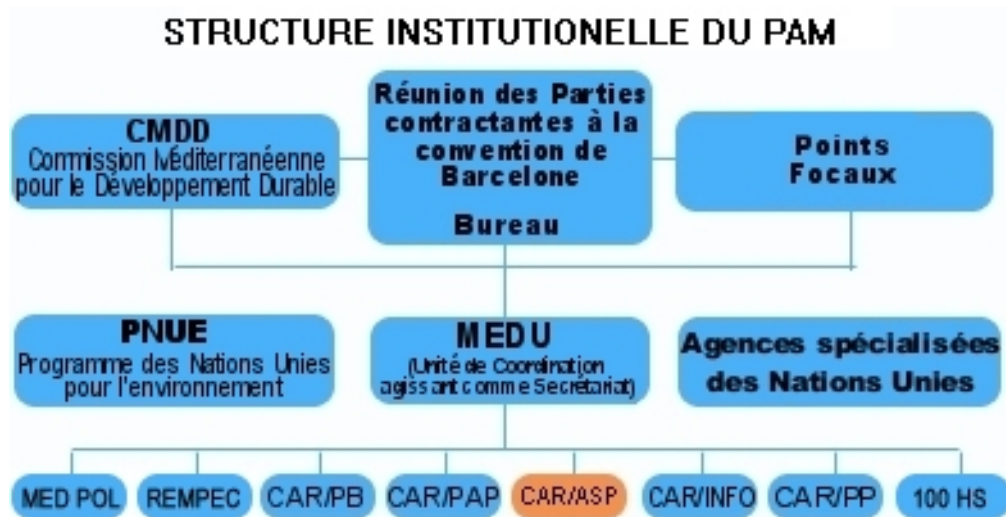 STRUCTURE INSTITUTIONELLE DU PAM
CMDD
Commission Méditerranéenne
pour le Développement Durable
Réunion des Parties
contractantes à la
convention de
Barcelone
Bureau
Points
Focaux
PNUE
Programme des Nations Unies
pour l'environnement
MEDU
(Unité de Coordination
agissant comme Secrétariat)
Agences spécialisées
des Nations Unies
MED POL
REMPEC
CAR/PB
CAR/PAP
CAR/ASP
CAR/INFO
CAR/PP
100 HS